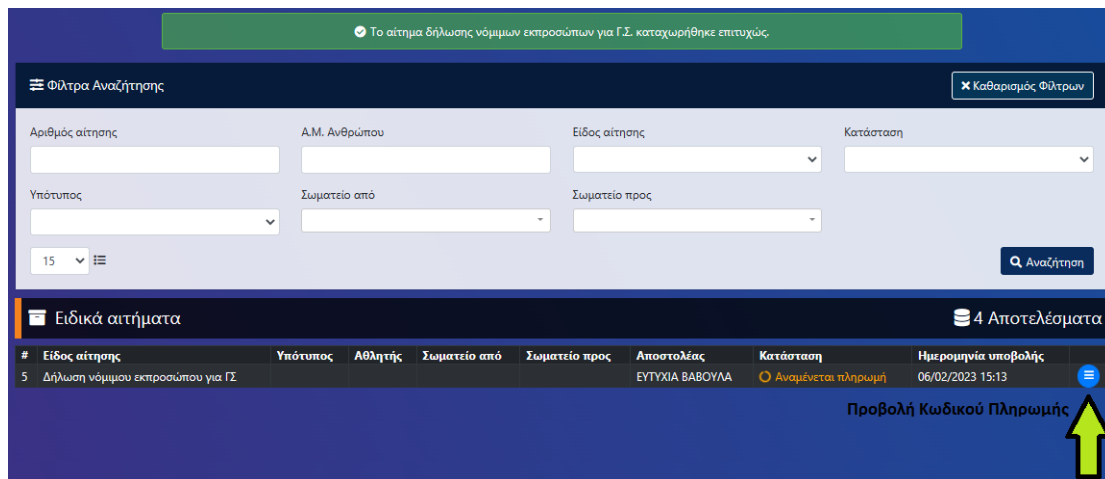 Το αίτημα δήλωσης νόμιμων εκπροσώπων για Γ.Σ. καταχωρήθηκε επιτυχώς.
Φίλτρα Αναζήτησης
Καθαρισμός Φίλτρων
Αριθμός αίτησης Α.Μ. Ανθρώπου Είδος αίτησης Κατάσταση
Υπότυπος Σωματείο από Σωματείο προς
15
Αναζήτηση
Ειδικά αιτήματα
4 Αποτελέσματα
# Είδος αίτησης Υπότυπος Αθλητής Σωματείο από Σωματείο προς Αποστολέας Κατάσταση Ημερομηνία υποβολής
5 Δήλωση νόμιμου εκπροσώπου για ΓΣ ΕΥΤΥΧΙΑ ΒΑΒΟΥΛΑ Αναμένεται πληρωμή 06/02/2023 15:13
Προβολή Κωδικού Πληρωμής